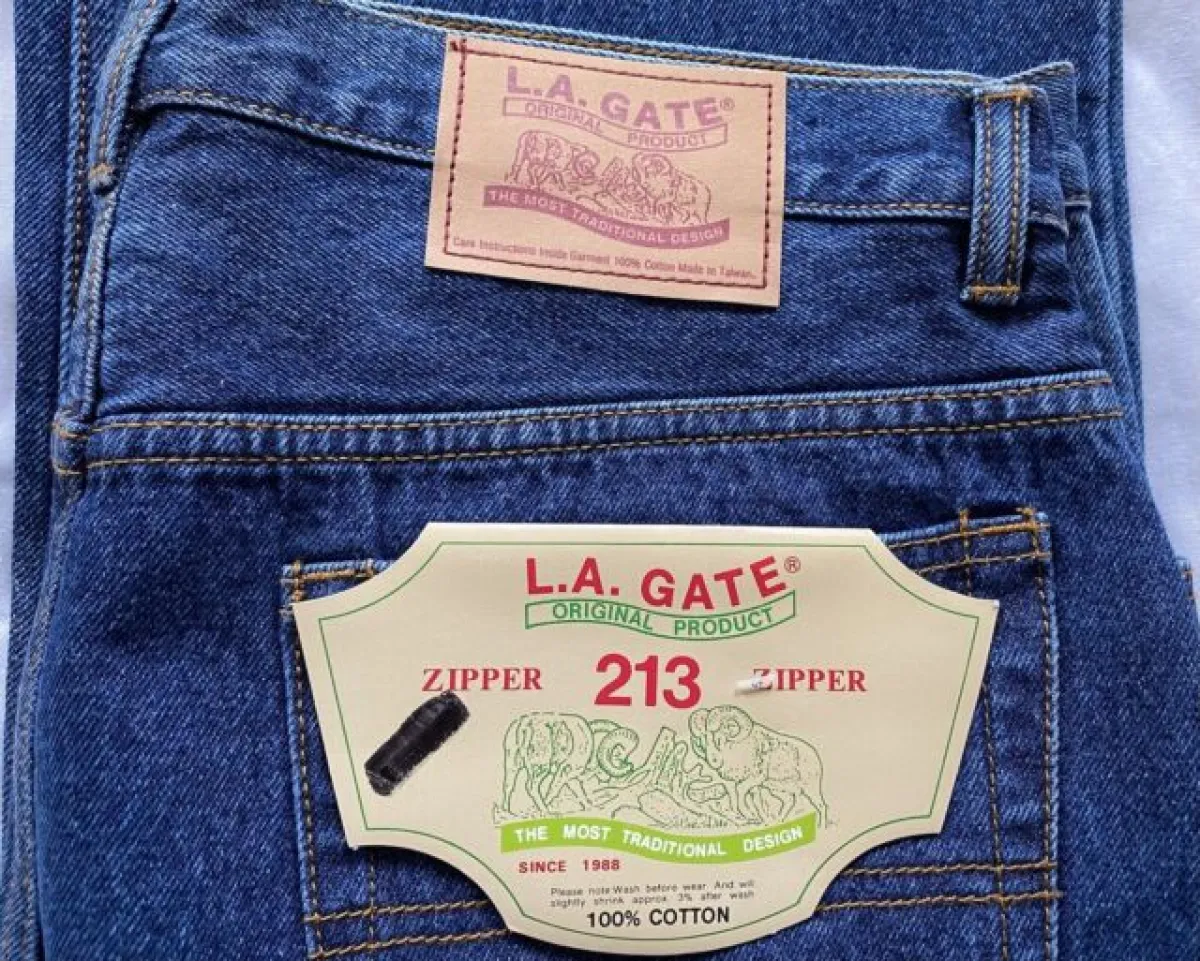 L.A. GATE®
ORIGINAL PRODUCT
THE MOST TRADITIONAL DESIGN
Care Instructions Inside Garment 100% Cotton Made In Taiwan.
L.A. GATE®
ORIGINAL PRODUCT
ZIPPER 213 ZIPPER
THE MOST TRADITIONAL DESIGN
SINCE 1988
Please note Wash before wear And will
slightly shrink approx 3% after wash
100% COTTON